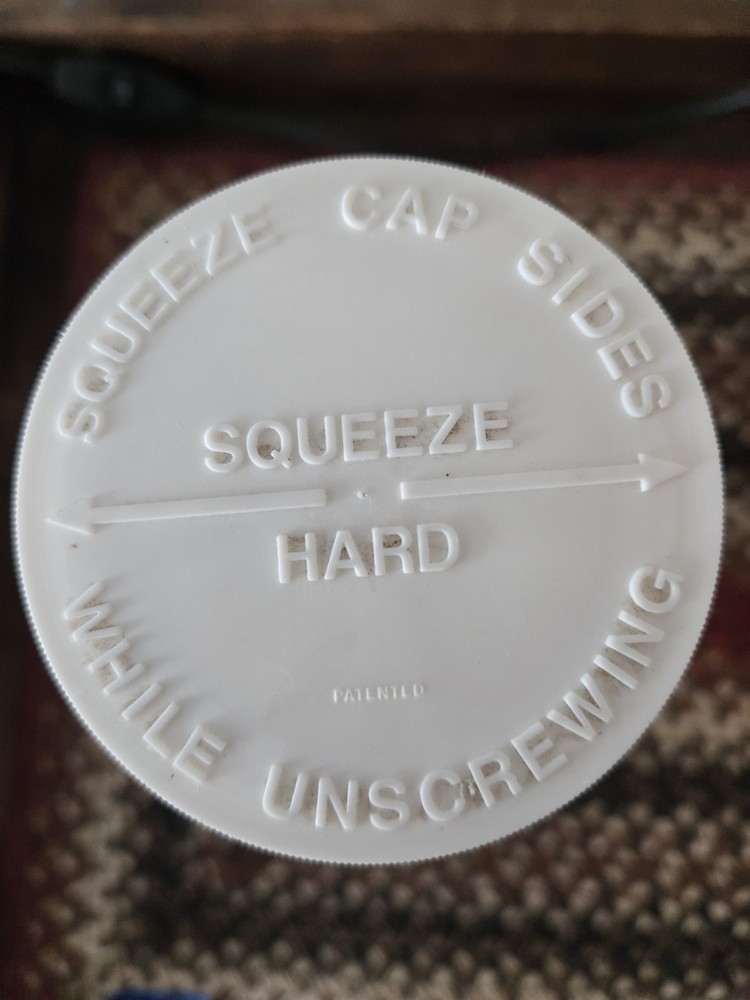 SQUEEZE CAP SIDES
SQUEEZE
HARD
PATENTED
WHILE UNSCREWING